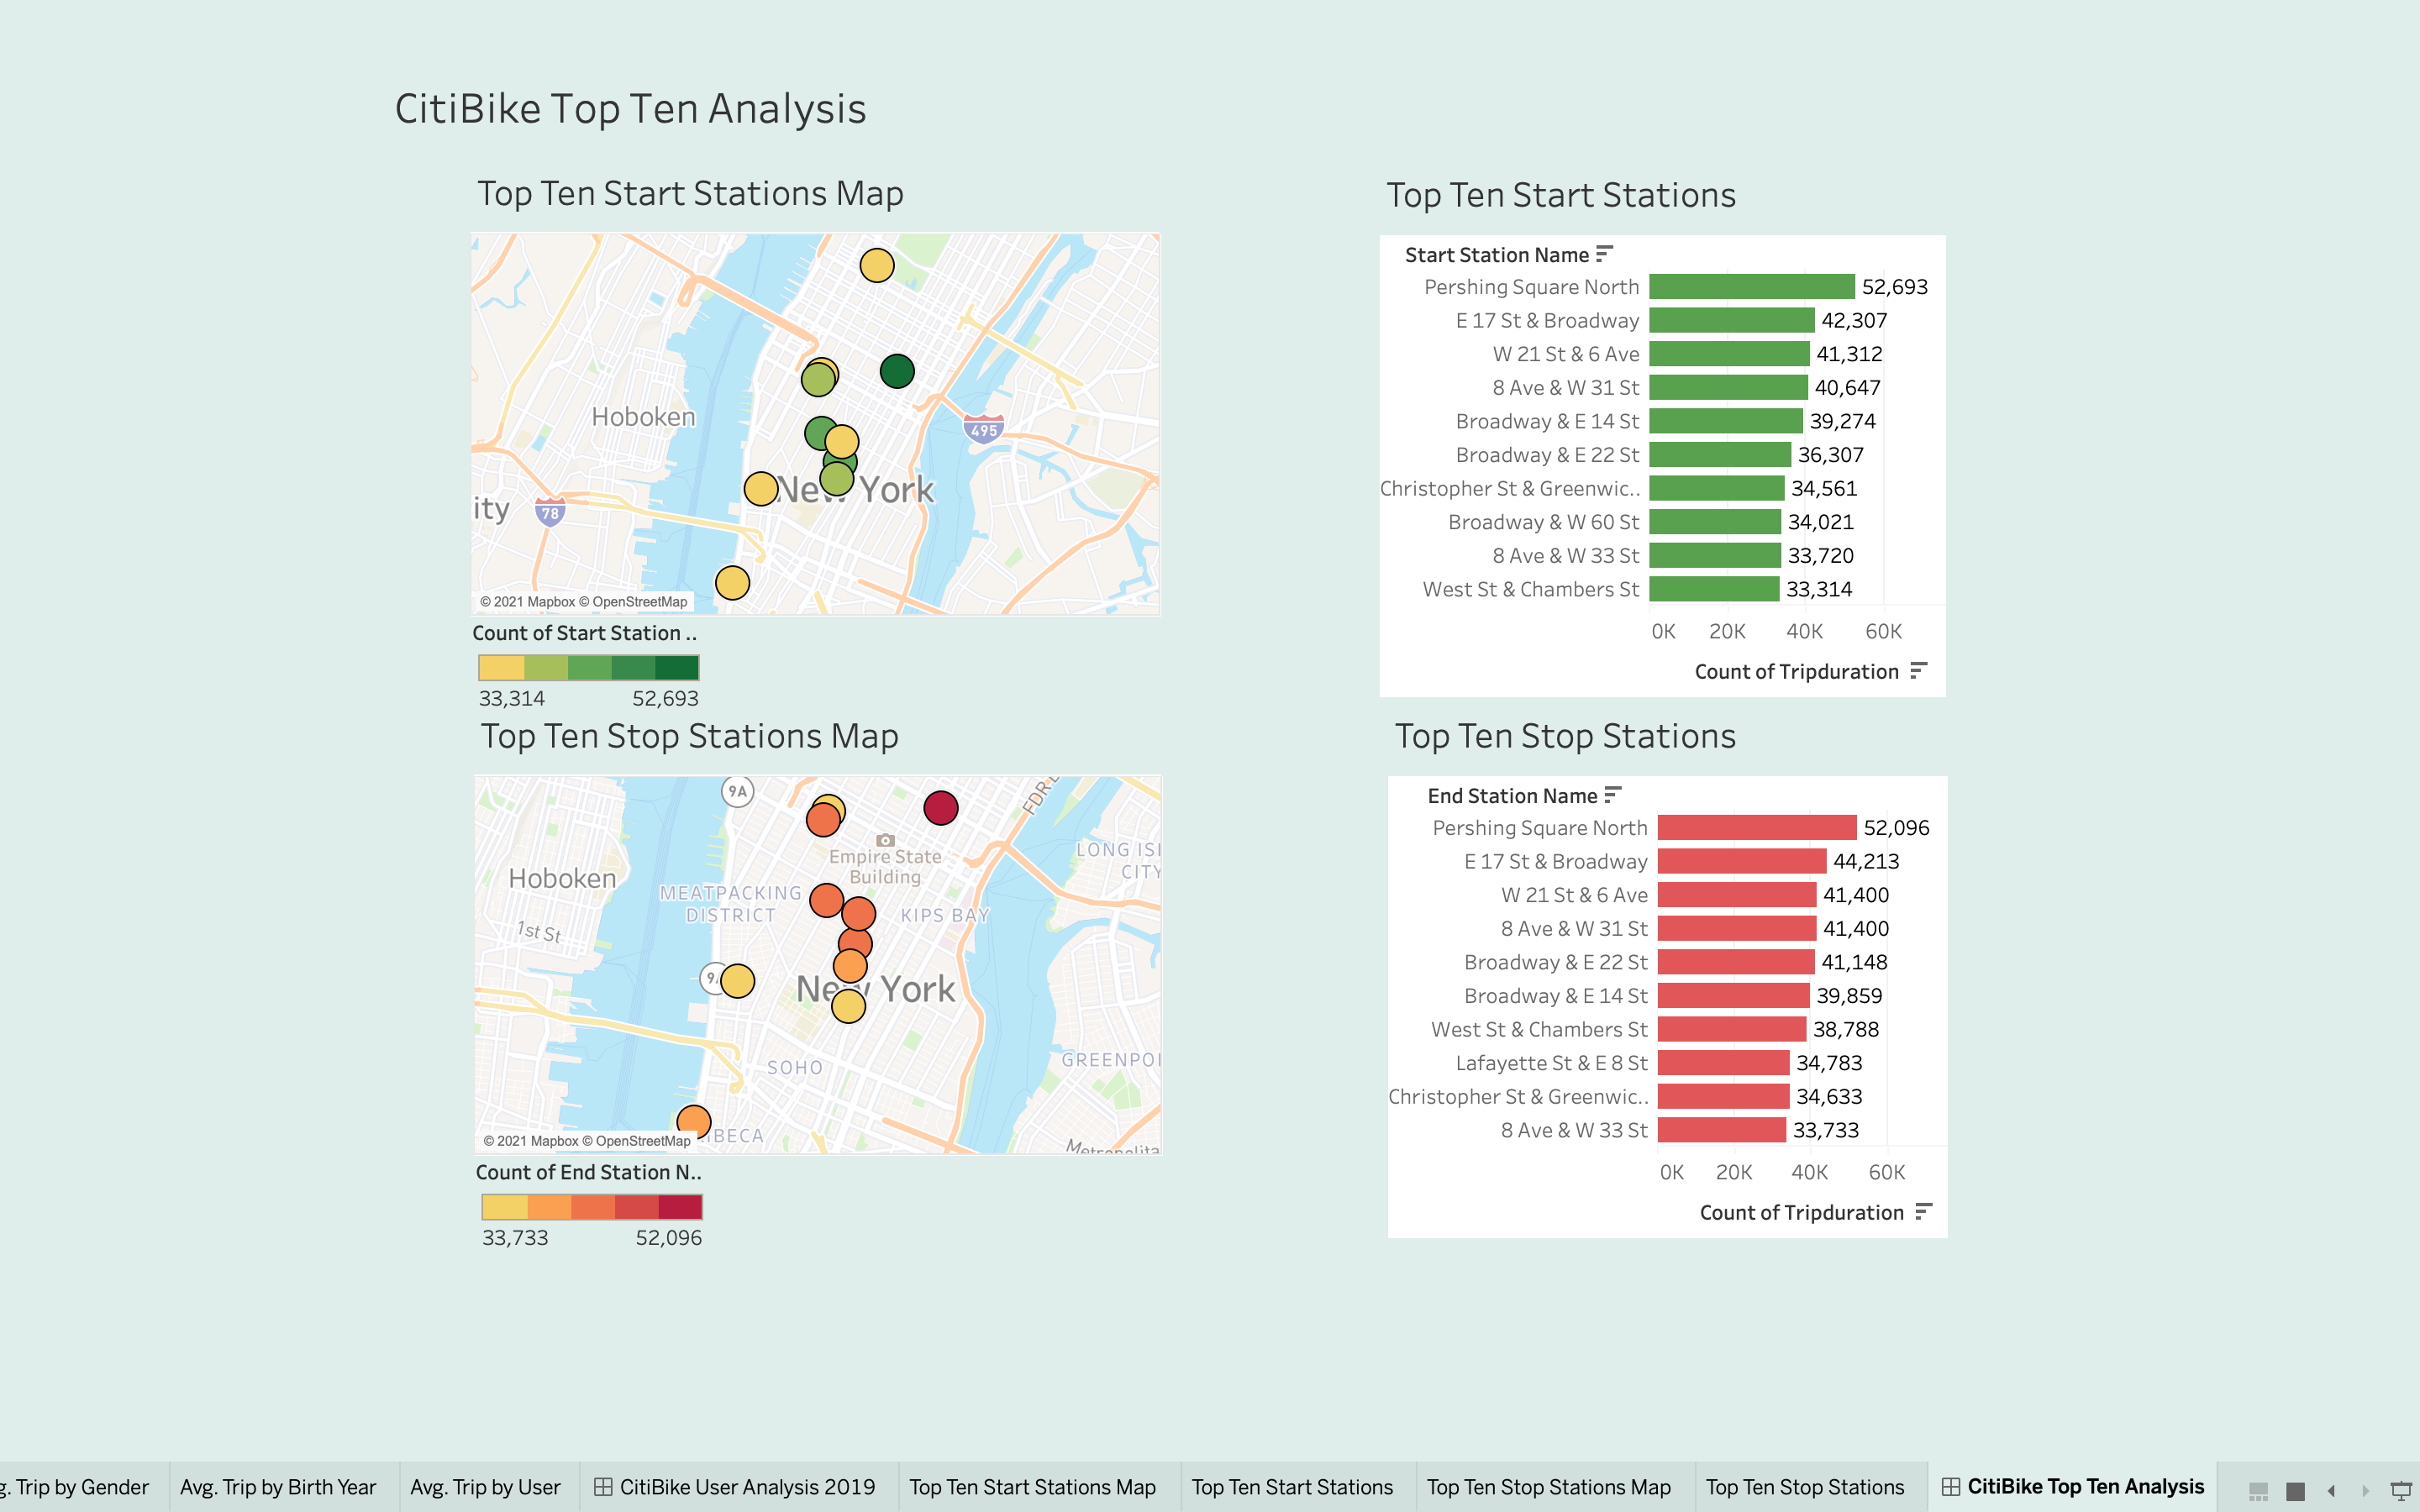 CitiBike Top Ten Analysis
Top Ten Start Stations Map
Hoboken
495
New York
ity
78
© 2021 Mapbox © OpenStreetMap
Count of Start Station ..
33,314 52,693
Top Ten Start Stations
Start Station Name
Pershing Square North 52,693
E 17 St & Broadway 42,307
W 21 St & 6 Ave 41,312
8 Ave & W 31 St 40,647
Broadway & E 14 St 39,274
Broadway & E 22 St 36,307
Christopher St & Greenwic.. 34,561
Broadway & W 60 St 34,021
8 Ave & W 33 St 33,720
West St & Chambers St 33,314
0K 20K 40K 60K
Count of Tripduration
Top Ten Stop Stations Map
9A
FDR
Empire State
Building
LONG ISI
CITY
Hoboken
MEATPACKING
DISTRICT
KIPS BAY
1st St
9
New York
SOHO
GREENPOI
IBECA
Metropolita
© 2021 Mapbox © OpenStreetMap
Count of End Station N..
33,733 52,096
Top Ten Stop Stations
End Station Name
Pershing Square North 52,096
E 17 St & Broadway 44,213
W 21 St & 6 Ave 41,400
8 Ave & W 31 St 41,400
Broadway & E 22 St 41,148
Broadway & E 14 St 39,859
West St & Chambers St 38,788
Lafayette St & E 8 St 34,783
Christopher St & Greenwic.. 34,633
8 Ave & W 33 St 33,733
0K 20K 40K 60K
Count of Tripduration
g. Trip by Gender
Avg. Trip by Birth Year
Avg. Trip by User
CitiBike User Analysis 2019
Top Ten Start Stations Map
Top Ten Start Stations
Top Ten Stop Stations Map
Top Ten Stop Stations
CitiBike Top Ten Analysis